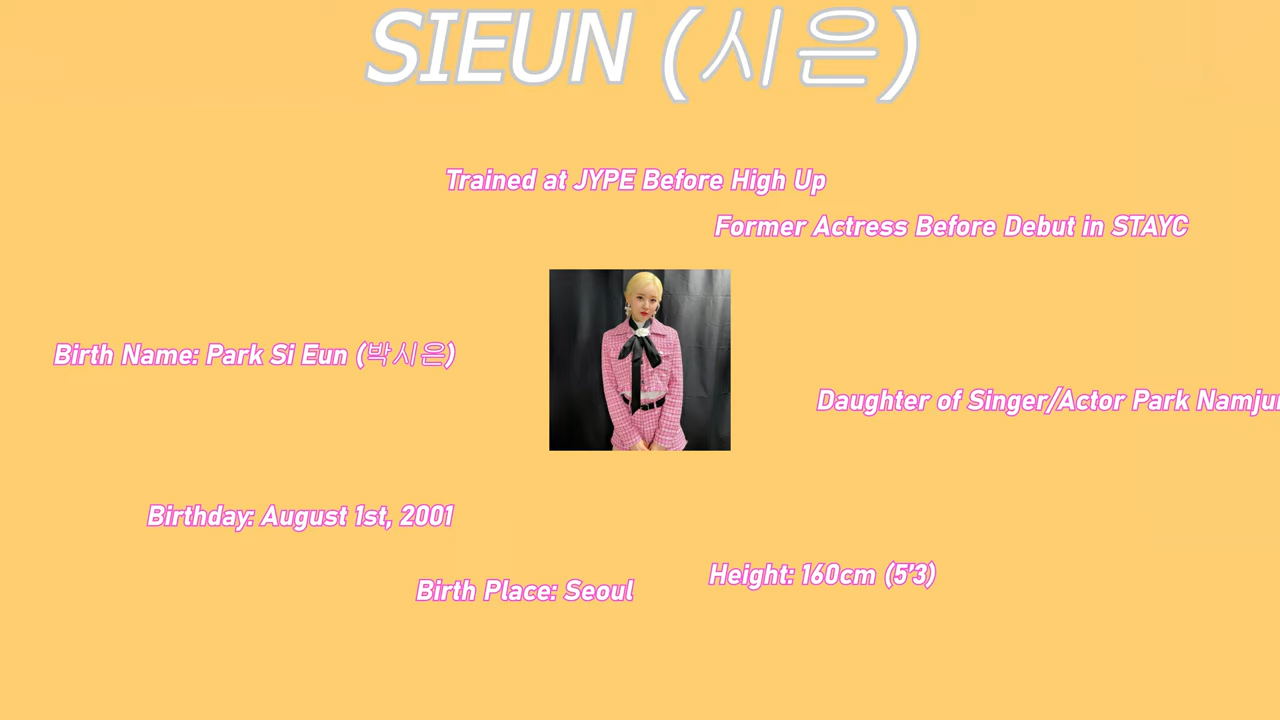 SIEUN (시은)
Trained at JYPE Before High Up
Former Actress Before Debut in STAYC
Birth Name: Park Si Eun (박시은)
Daughter of Singer/Actor Park
Birthday: August 1st, 2001
Height: 160cm (5'3)
Birth Place: Seoul